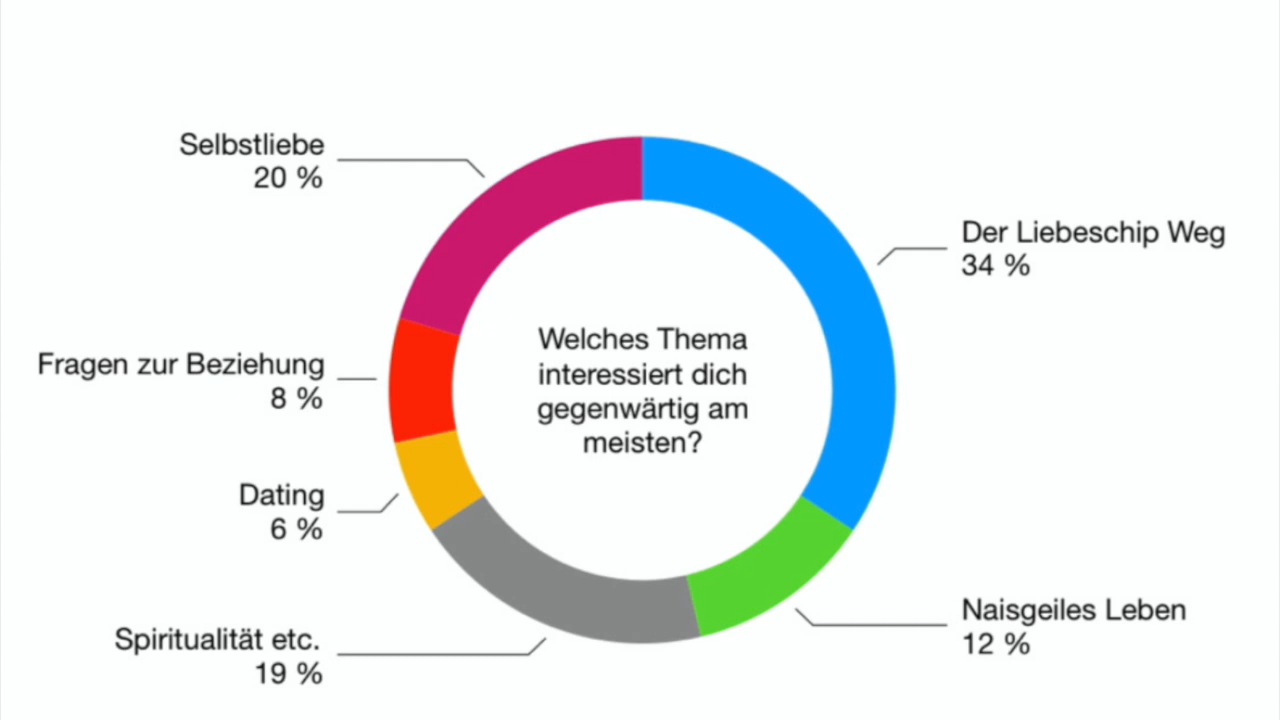 Selbstliebe
20 %
Der Liebeschip Weg
34 %
Welches Thema
interessiert dich
gegenwärtig am
meisten?
Fragen zur Beziehung
8 %
Dating
6 %
Spiritualität etc.
19 %
Naisgeiles Leben
12 %